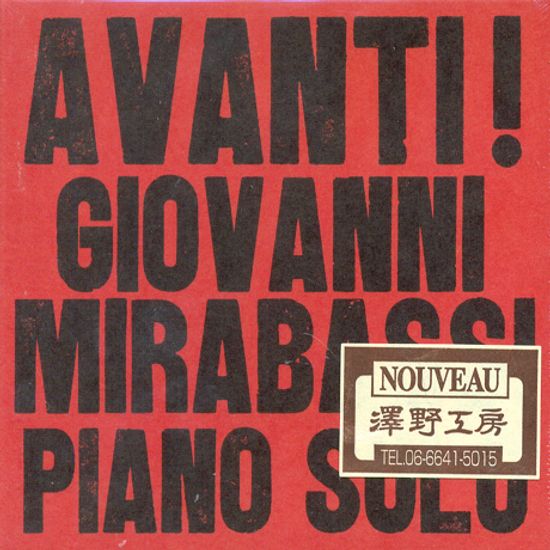 AVANTI!
GIOVANNI
MIRABASSI
PIANO SOLO
NOUVEAU
澤野工房
TEL.06-6641-5015